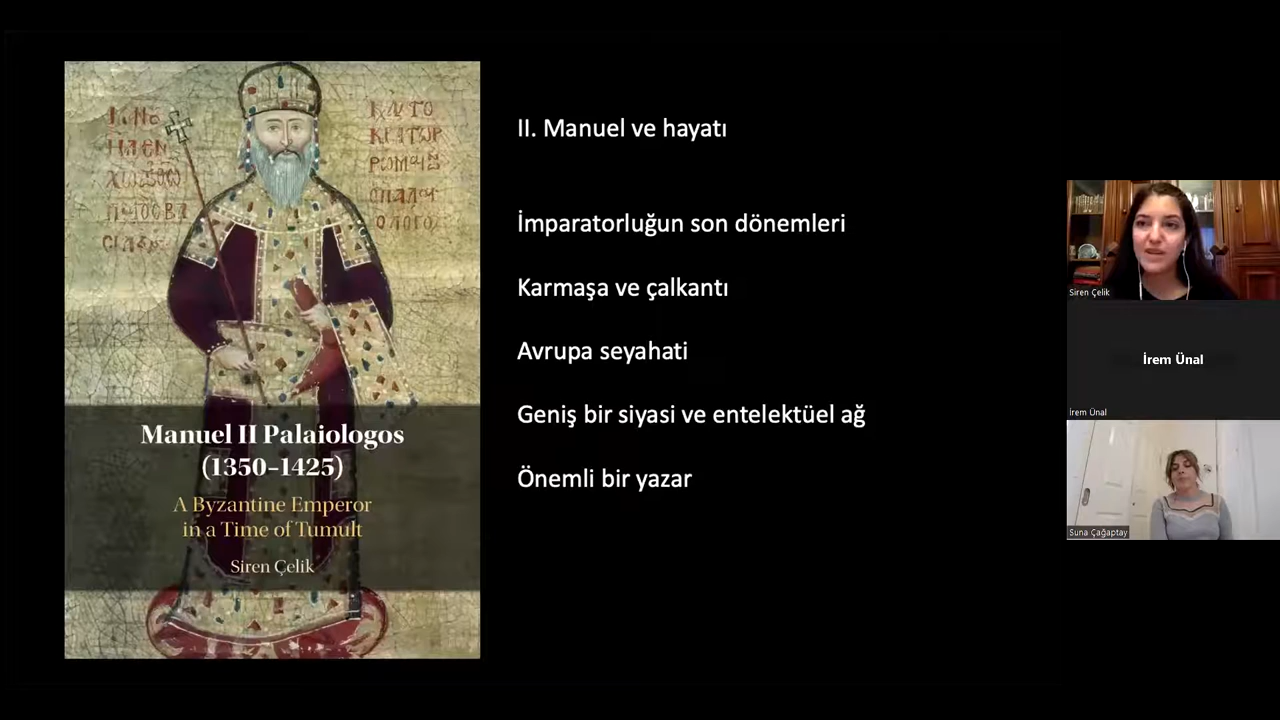 Manuel II Palaiologos
(1350–1425)
A Byzantine Emperor
in a Time of Tumult
Siren Çelik
II. Manuel ve hayatı
İmparatorluğun son dönemleri
Karmaşa ve çalkantı
Avrupa seyahati
Geniş bir siyasi ve entelektüel ağ
Önemli bir yazar
Siren Çelik
İrem Ünal
İrem Ünal
Suna Çağaptay